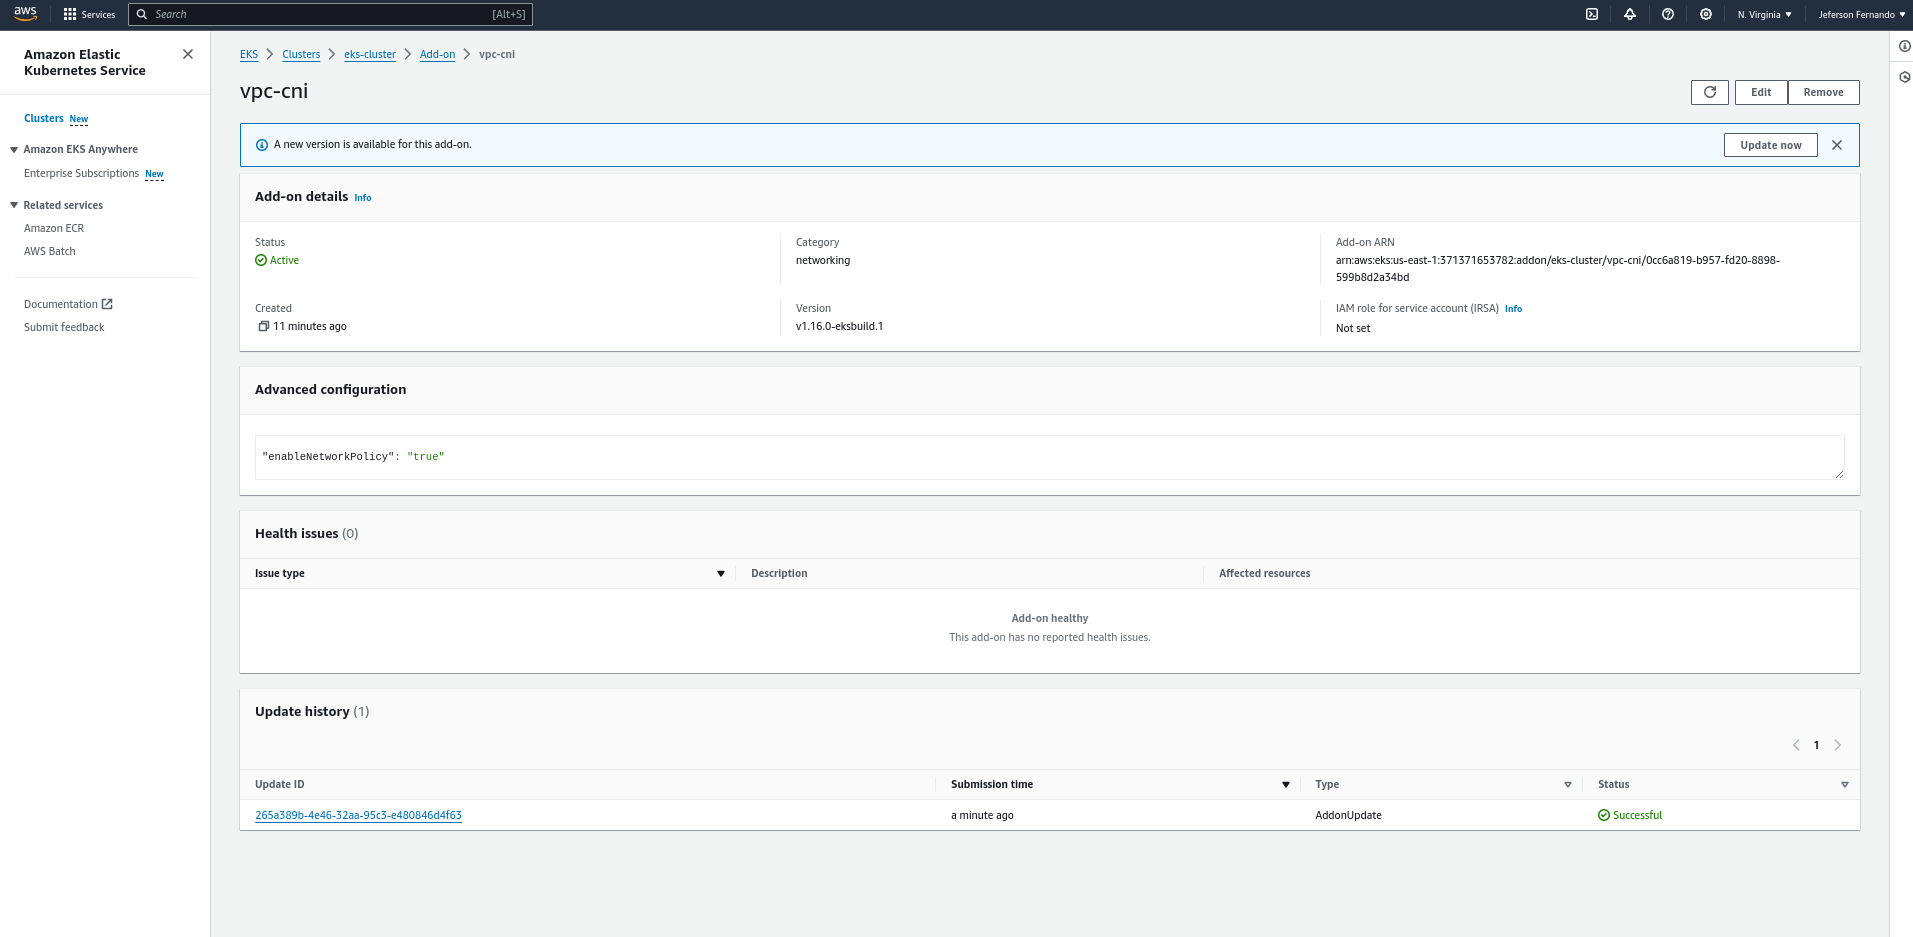 aws
Services
Search
[Alt+S]
N. Virginia
Jeferson Fernando
Amazon Elastic
Kubernetes Service
Clusters New
Amazon EKS Anywhere
Enterprise Subscriptions New
Related services
Amazon ECR
AWS Batch
Documentation
Submit feedback
EKS
Clusters
eks-cluster
Add-on
vpc-cni
vpc-cni
Edit
Remove
A new version is available for this add-on.
Update now
Add-on details Info
Status
Active
Category
networking
Add-on ARN
arn:aws:eks:us-east-1:371371653782:addon/eks-cluster/vpc-cni/0cc6a819-b957-fd20-8898-
599b8d2a34bd
Created
11 minutes ago
Version
v1.16.0-eksbuild.1
IAM role for service account (IRSA) Info
Not set
Advanced configuration
"enableNetworkPolicy": "true"
Health issues (0)
Issue type
Description
Affected resources
Add-on healthy
This add-on has no reported health issues.
Update history (1)
1
Update ID
Submission time
Type
Status
265a389b-4e46-32aa-95c3-e480846d4f63
a minute ago
AddonUpdate
Successful